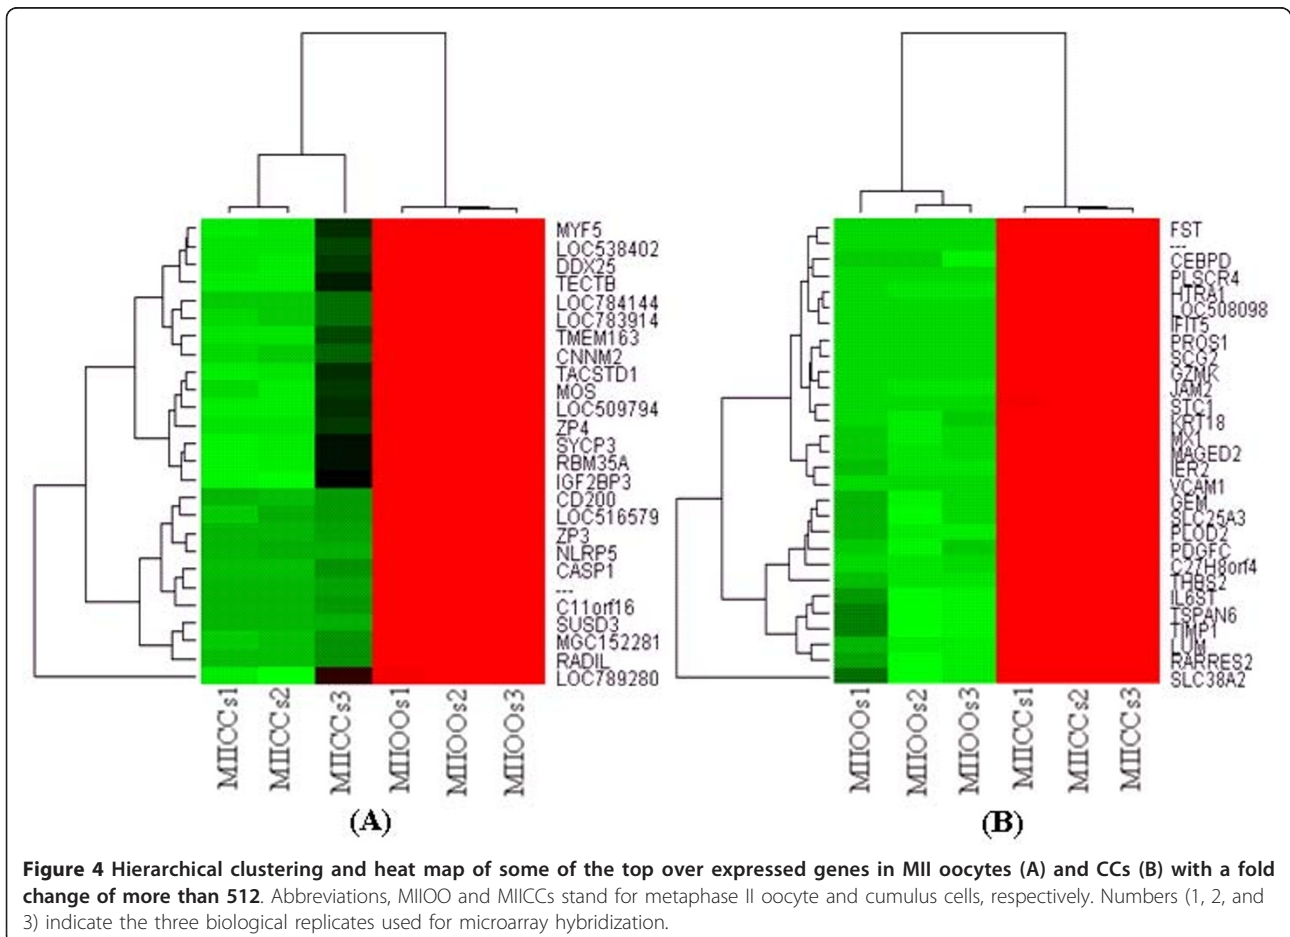 MYF5
LOC538402
DDX25
TECTB
LOC784144
LOC783914
TMEM163
CNNM2
TACSTD1
MOS
LOC509794
ZP4
SYCP3
RBM35A
IGF2BP3
CD200
LOC516579
ZP3
NLRP5
CASP1
---
C11orf16
SUSD3
MGC152281
RADIL
LOC789280
MIICCs1
MIICCs2
MIICCs3
MIIOOs1
MIIOOs2
MIIOOs3
(A)
FST
---
CEBPD
PLSCR4
HTRA1
LOC508098
IFIT5
PROS1
SCG2
GZMK
JAM2
STC1
KRT18
MX1
MAGED2
IER2
VCAM1
GEM
SLC25A3
PLOD2
PDGFC
C27H8orf4
THBS2
IL6ST
TSPAN6
TIMP1
LUM
RARRES2
SLC38A2
MIIOOs1
MIIOOs2
MIIOOs3
MIICCs1
MIICCs2
MIICCs3
(B)
Figure 4 Hierarchical clustering and heat map of some of the top over expressed genes in MII oocytes (A) and CCs (B) with a fold
change of more than 512. Abbreviations, MIIOO and MIICCs stand for metaphase II oocyte and cumulus cells, respectively. Numbers (1, 2, and
3) indicate the three biological replicates used for microarray hybridization.